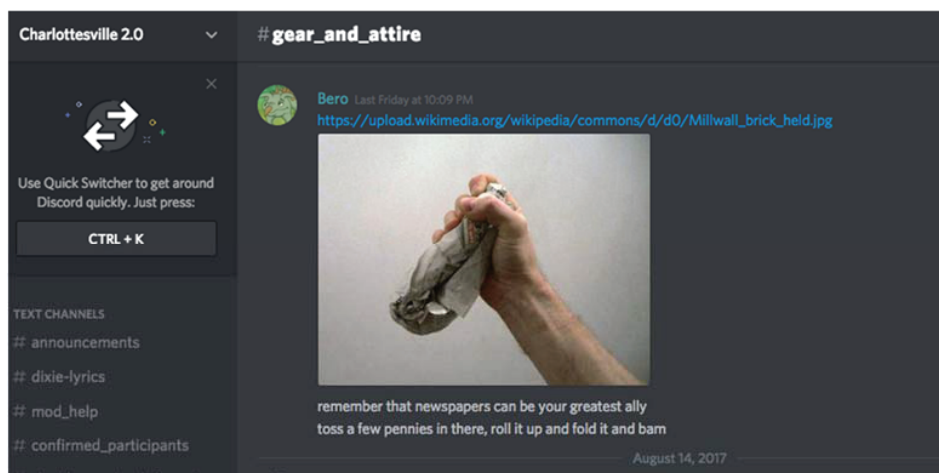 Charlottesville 2.0
Use Quick Switcher to get around
Discord quickly. Just press:
CTRL + K
TEXT CHANNELS
# announcements
# dixie-lyrics
# mod_help
# confirmed_participants
#gear_and_attire
Bero Last Friday at 10:09 PM
https://upload.wikimedia.org/wikipedia/commons/d/d0/Millwall_brick_held.jpg
remember that newspapers can be your greatest ally
toss a few pennies in there, roll it up and fold it and bam
August 14, 2017